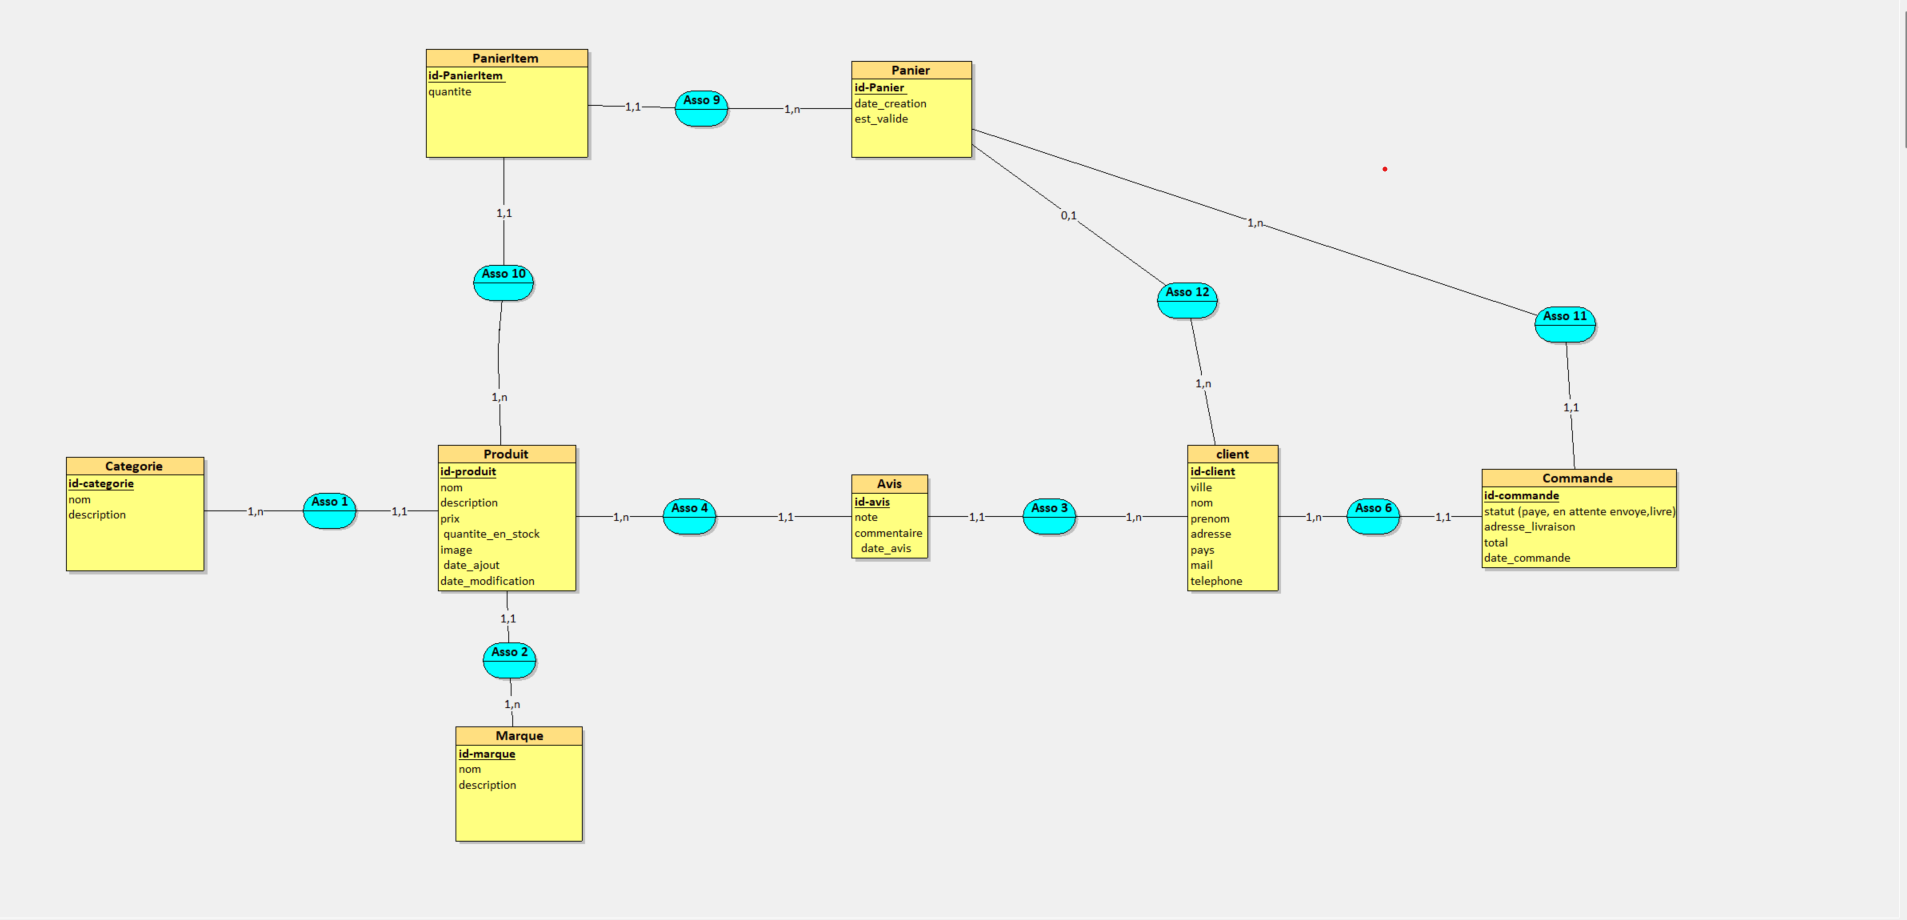 PanierItem
id-PanierItem
quantite
1,1
Asso 9
1,n
Panier
id-Panier
date_creation
est_valide
1,1
Asso 10
1,n
0,1
Asso 12
1,n
1,n
Asso 11
1,1
Categorie
id-categorie
nom
description
1,n
Asso 1
1,1
Produit
id-produit
nom
description
prix
quantite_en_stock
image
date_ajout
date_modification
1,n
Asso 4
1,1
Avis
id-avis
note
commentaire
date_avis
1,1
Asso 3
1,n
client
id-client
ville
nom
prenom
adresse
pays
mail
telephone
1,n
Asso 6
1,1
Commande
id-commande
statut (paye, en attente envoye,livre)
adresse_livraison
total
date_commande
1,1
Asso 2
1,n
Marque
id-marque
nom
description